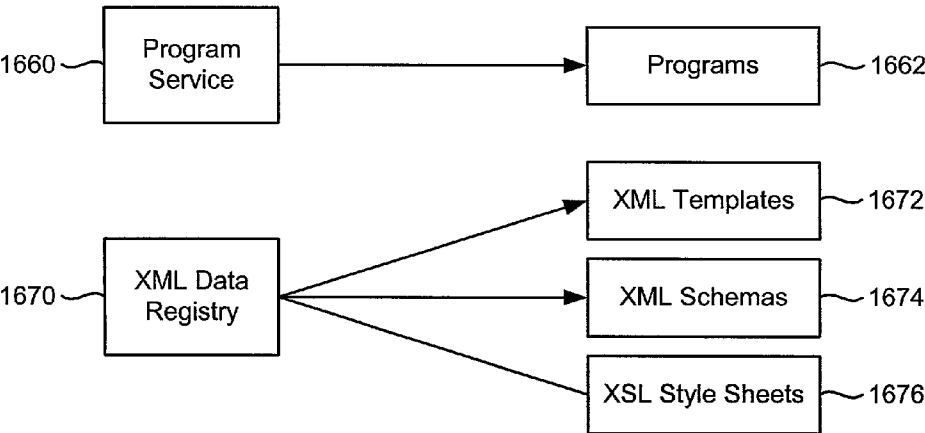 1660
Program
Service
Programs
1662
XML Templates
1672
1670
XML Data
Registry
XML Schemas
1674
XSL Style Sheets
1676